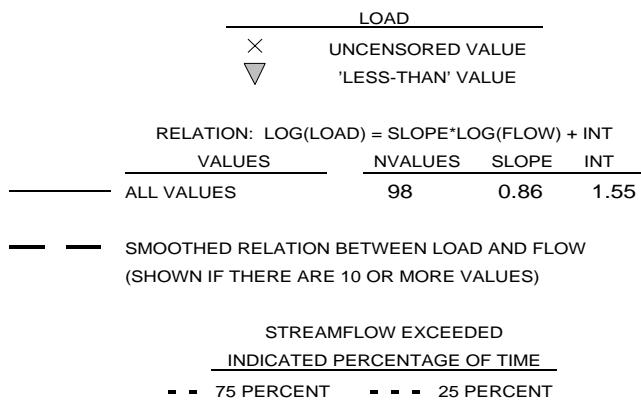 LOAD
UNCENSORED VALUE
'LESS-THAN' VALUE
RELATION: LOG(LOAD) = SLOPE*LOG(FLOW) + INT
VALUES NVALUES SLOPE INT
ALL VALUES 98 0.86 1.55
SMOOTHED RELATION BETWEEN LOAD AND FLOW
(SHOWN IF THERE ARE 10 OR MORE VALUES)
STREAMFLOW EXCEEDED
INDICATED PERCENTAGE OF TIME
75 PERCENT 25 PERCENT